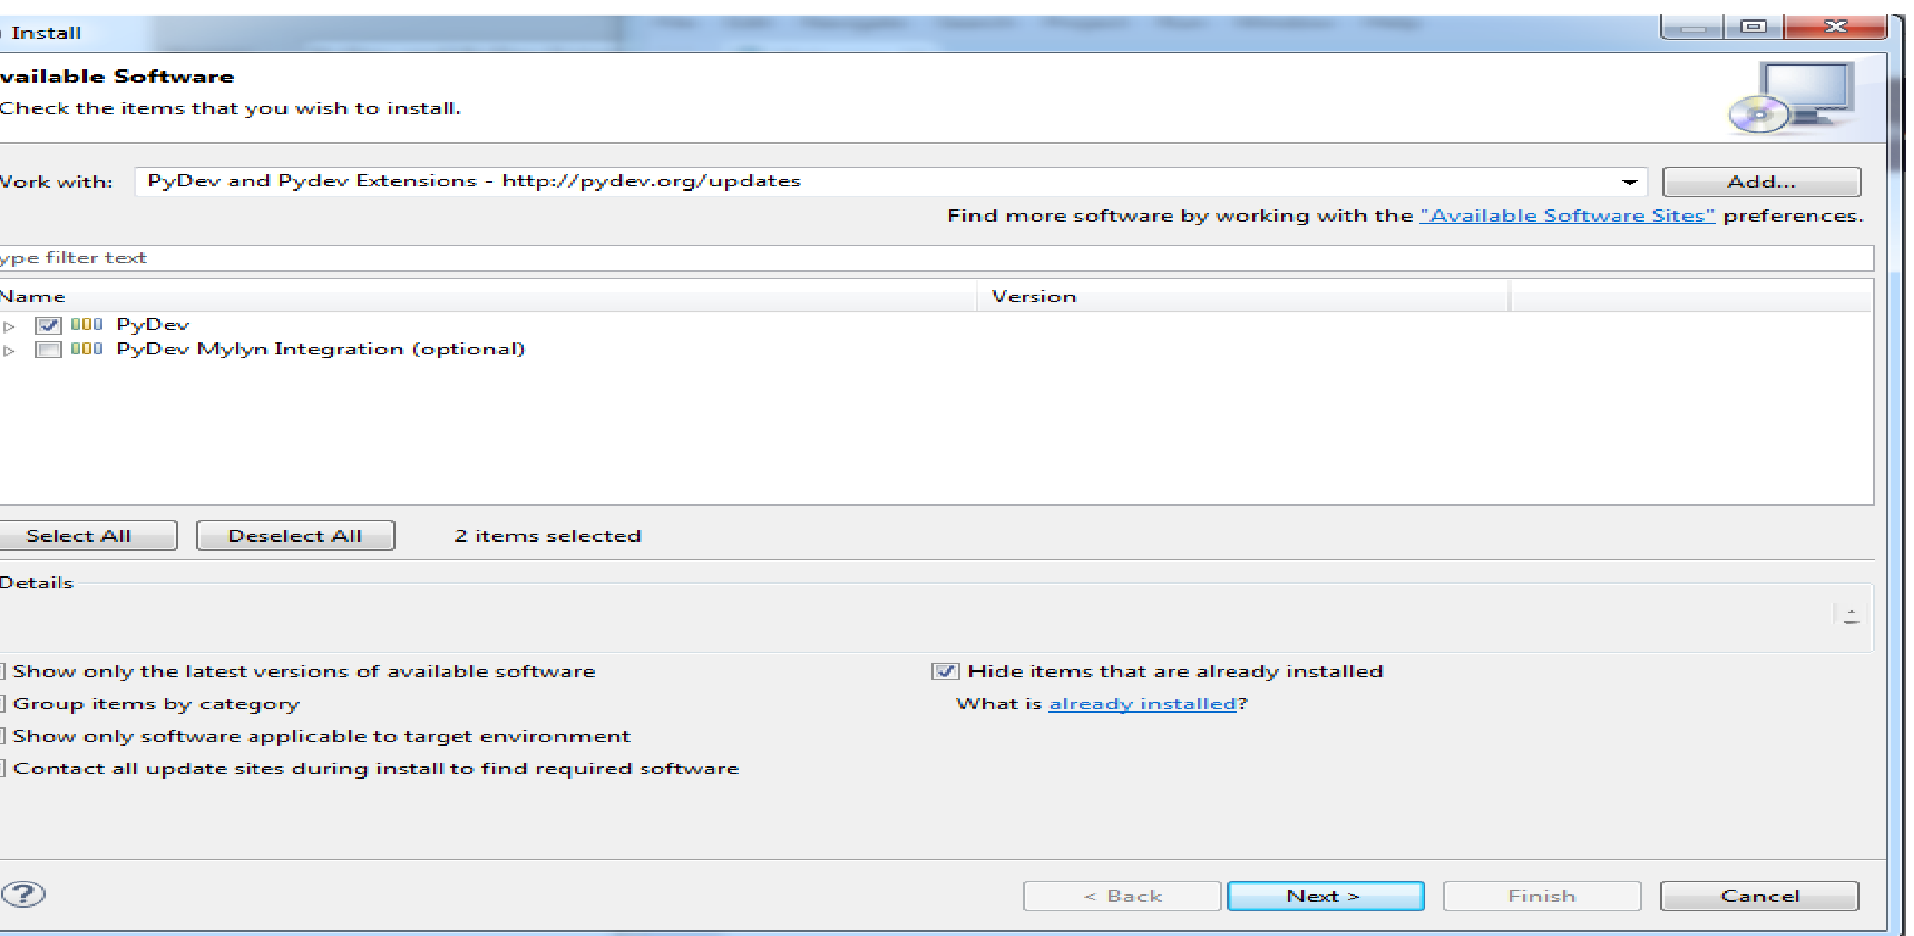 Install
vailable Software
Check the items that you wish to install.
Work with: PyDev and Pydev Extensions - http://pydev.org/updates Add...
Find more software by working with the "Available Software Sites" preferences.
ype filter text
Name Version
PyDev
PyDev Mylyn Integration (optional)
Select All Deselect All 2 items selected
Details
Show only the latest versions of available software Hide items that are already installed
Group items by category What is already installed?
Show only software applicable to target environment
Contact all update sites during install to find required software
? < Back Next > Finish Cancel